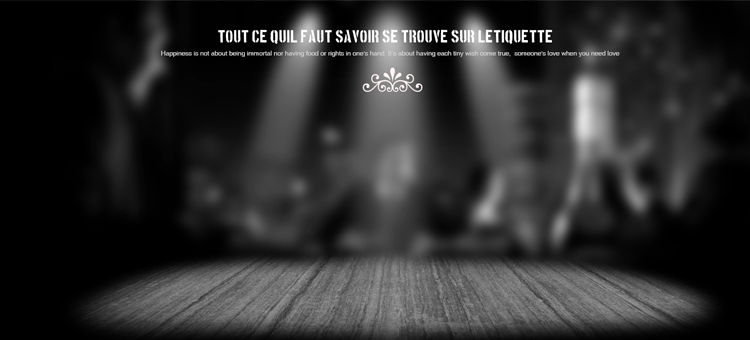 TOUT CE QUIL FAUT SAVOIR SE TROUVE SUR LETIQUETTE
Happiness is not about being immortal nor having food or rights in one's hand. It's about having each tiny wish come true, someone's love when you need love